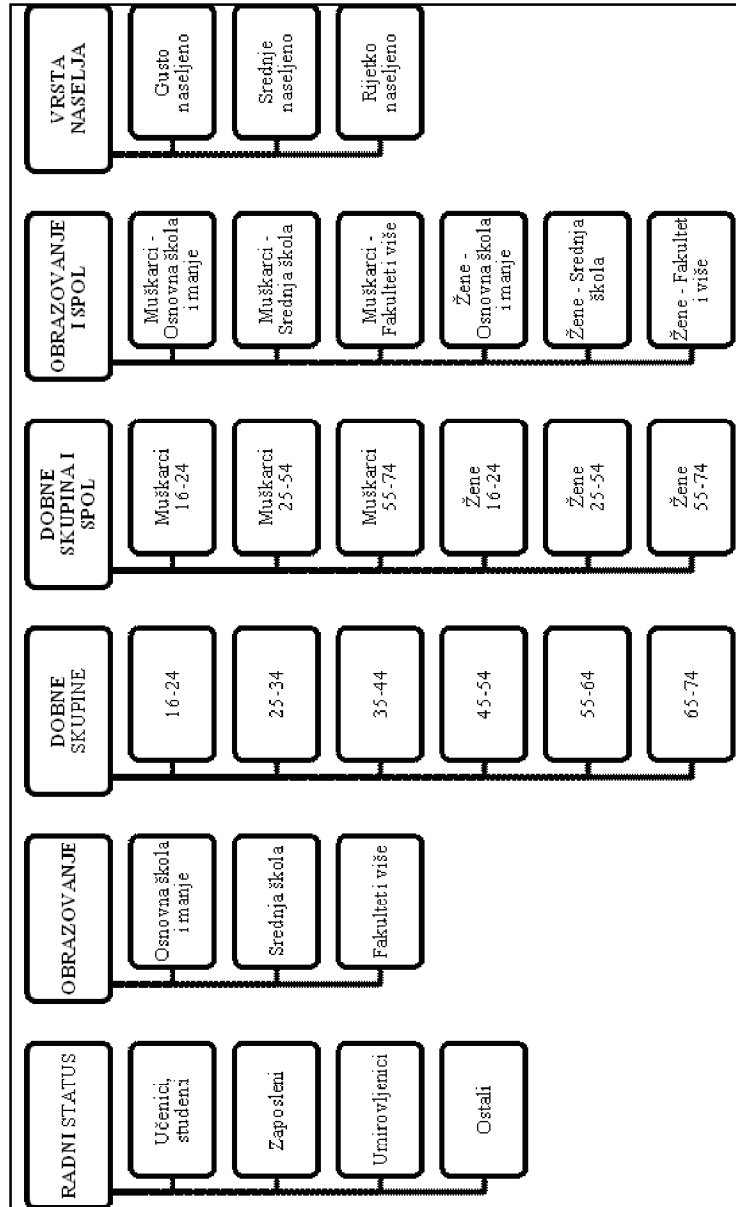 RADNI STATUS
Učenici,
studenti
Zaposleni
Umirovljenici
Ostali
OBRAZOVANJE
Osnovna škola
i manje
Srednja škola
Fakultet i više
DOBNE
SKUPINE
16-24
25-34
35-44
45-54
55-64
65-74
DOBNE
SKUPINA I
SPOL
Muškarci
16-24
Muškarci
25-54
Muškarci
55-74
Žene
16-24
Žene
25-54
Žene
55-74
OBRAZOVANJE
I SPOL
Muškarci -
Osnovna škola
i manje
Muškarci -
Srednja škola
Muškarci -
Fakultet i više
Žene -
Osnovna škola
i manje
Žene - Srednja
škola
Žene - Fakultet
i više
VRSTA
NASELJA
Gusto
naseljeno
Srednje
naseljeno
Rijetko
naseljeno